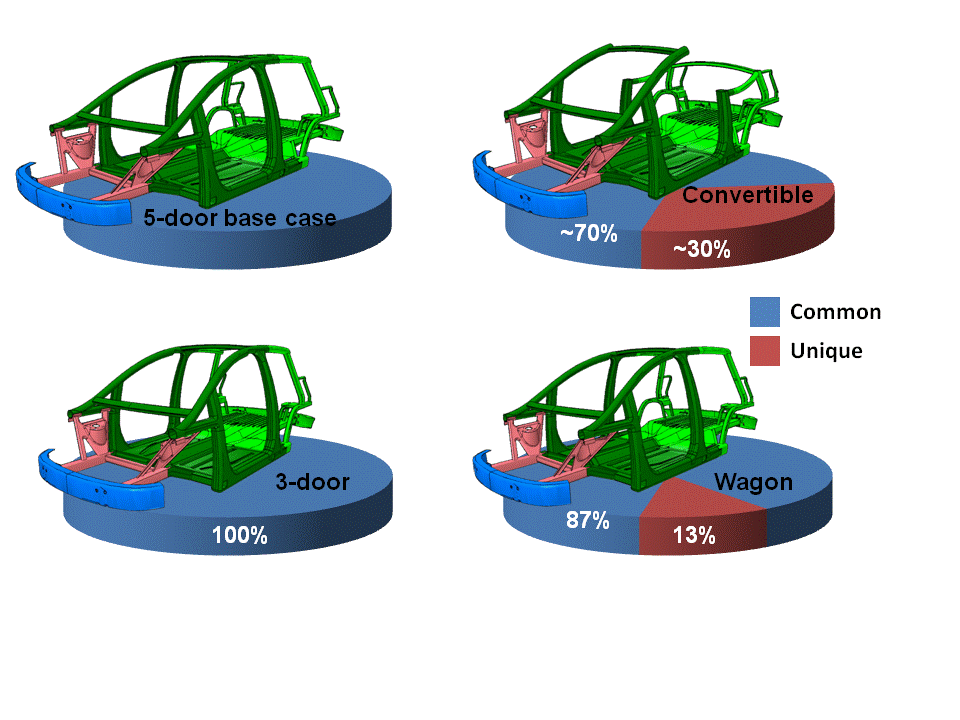 5-door base case
Convertible
~70%
~30%
Common
Unique
3-door
100%
Wagon
87%
13%